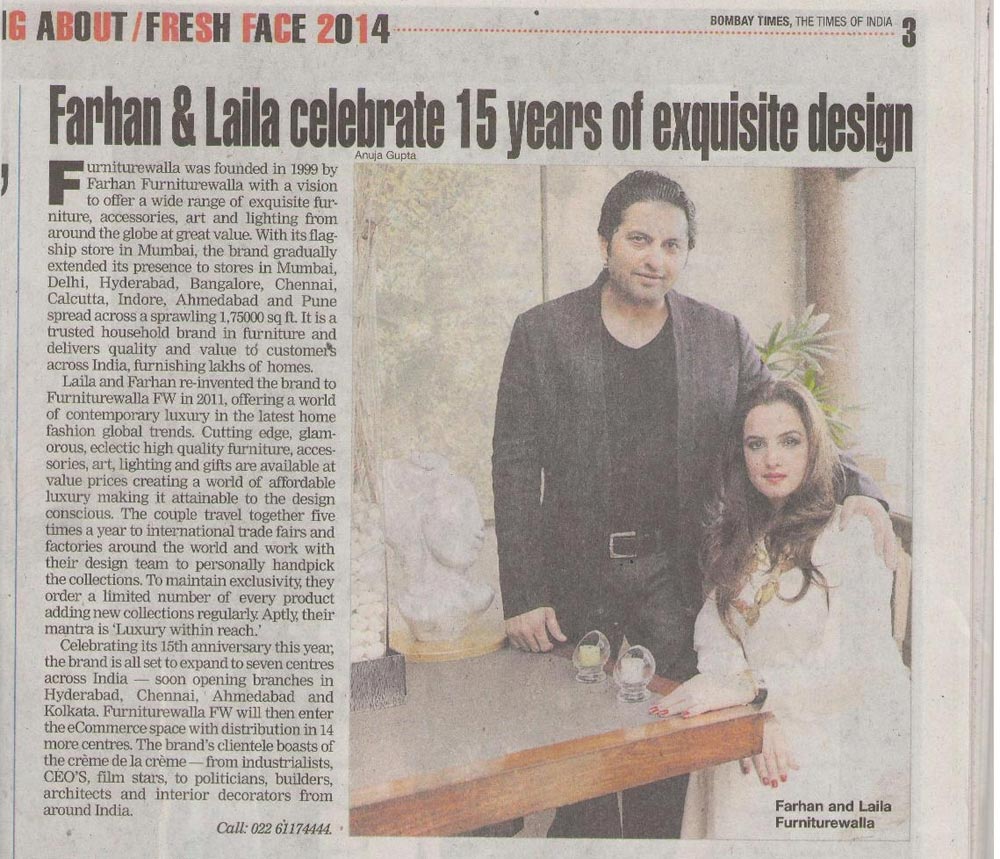 IG ABOUT/FRESH FACE 2014
BOMBAY TIMES, THE TIMES OF INDIA 3
Farhan & Laila celebrate 15 years of exquisite design
Anuja Gupta
Furniturewalla was founded in 1999 by
Farhan Furniturewalla with a vision
to offer a wide range of exquisite fur-
niture, accessories, art and lighting from
around the globe at great value. With its flag-
ship store in Mumbai, the brand gradually
extended its presence to stores in Mumbai,
Delhi, Hyderabad, Bangalore, Chennai,
Calcutta, Indore, Ahmedabad and Pune
spread across a sprawling 1,75000 sq ft. It is a
trusted household brand in furniture and
delivers quality and value to customers
across India, furnishing lakhs of homes.
Laila and Farhan re-invented the brand to
Furniturewalla FW in 2011, offering a world
of contemporary luxury in the latest home
fashion global trends. Cutting edge, glam-
orous, eclectic high quality furniture, acces-
sories, art, lighting and gifts are available at
value prices creating a world of affordable
luxury making it attainable to the design
conscious. The couple travel together five
times a year to international trade fairs and
factories around the world and work with
their design team to personally handpick
the collections. To maintain exclusivity, they
order a limited number of every product
adding new collections regularly. Aptly, their
mantra is ‘Luxury within reach.’
Celebrating its 15th anniversary this year,
the brand is all set to expand to seven centres
across India — soon opening branches in
Hyderabad, Chennai, Ahmedabad and
Kolkata. Furniturewalla FW will then enter
the eCommerce space with distribution in 14
more centres. The brand’s clientele boasts of
the crème de la crème — from industrialists,
CEO’S, film stars, to politicians, builders,
architects and interior decorators from
around India.
Call: 022 61174444.
Farhan and Laila
Furniturewalla